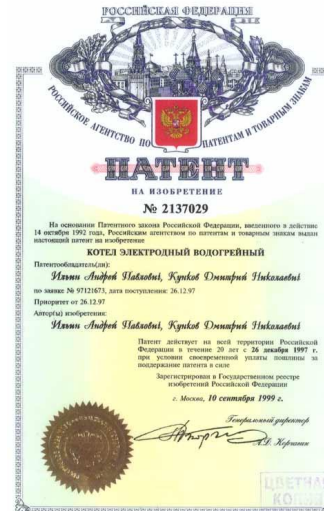 РОССИЙСКАЯ ФЕДЕРАЦИЯ
РОССИЙСКОЕ АГЕНТСТВО ПО ПАТЕНТАМ И ТОВАРНЫМ ЗНАКАМ
ПАТЕНТ
НА ИЗОБРЕТЕНИЕ
№ 2137029
На основании Патентного закона Российской Федерации, введенного в действие
14 октября 1992 года, Российским агентством по патентам и товарным знакам выдан
настоящий патент на изобретение
КОТЕЛ ЭЛЕКТРОДНЫЙ ВОДОГРЕЙНЫЙ
Патентообладатель(ли):
Ильин Андрей Павлович, Кунков Дмитрий Николаевич
по заявке № 97121673, дата поступления: 26.12.97
Приоритет от 26.12.97
Автор(ы) изобретения:
Ильин Андрей Павлович, Кунков Дмитрий Николаевич
Патент действует на всей территории Российской
Федерации в течение 20 лет с 26 декабря 1997 г.
при условии своевременной уплаты пошлины за
поддержание патента в силе
Зарегистрирован в Государственном реестре
изобретений Российской Федерации
г. Москва, 10 сентября 1999 г.
Генеральный директор
А.Д. Корчагин
ЦВЕТНАЯ
КОПИЯ